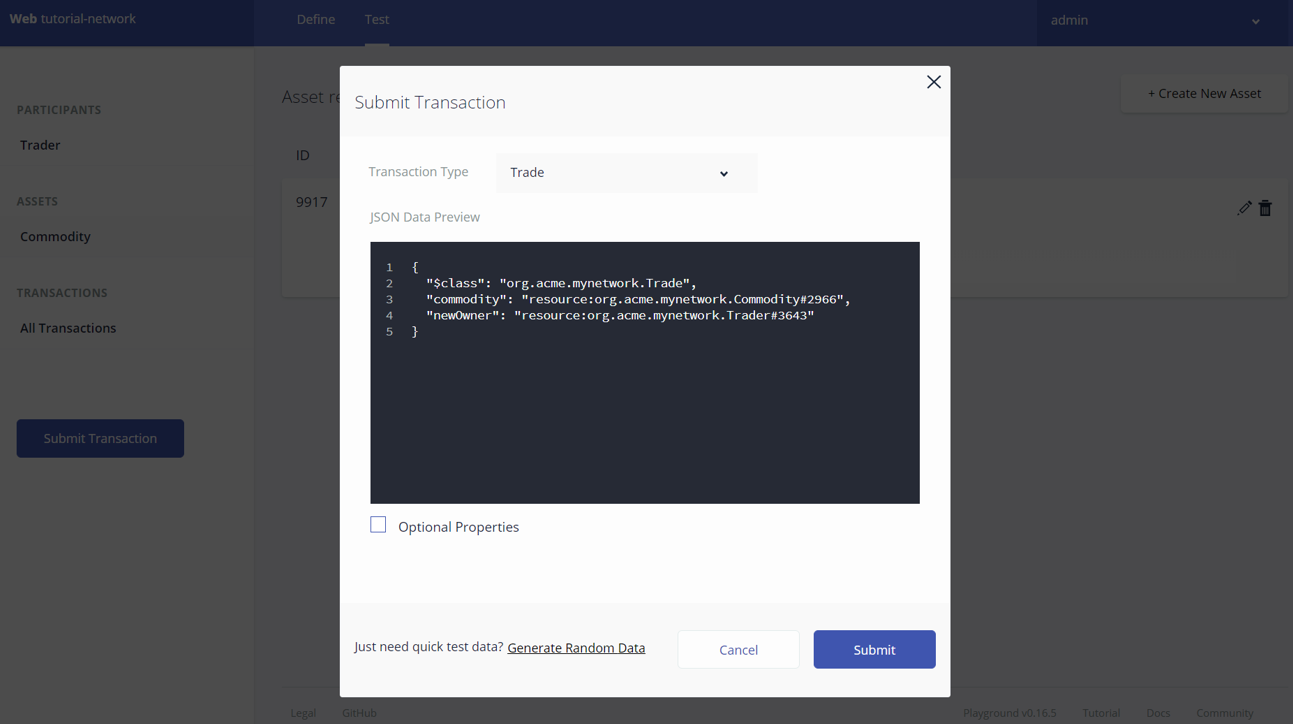 Web tutorial-network
Define
Test
admin
PARTICIPANTS
Trader
ASSETS
Commodity
TRANSACTIONS
All Transactions
Submit Transaction
Asset re
+ Create New Asset
ID
9917
Submit Transaction
Transaction Type
Trade
JSON Data Preview
1 {
2 "$class": "org.acme.mynetwork.Trade",
3 "commodity": "resource:org.acme.mynetwork.Commodity#2966",
4 "newOwner": "resource:org.acme.mynetwork.Trader#3643"
5 }
Optional Properties
Just need quick test data? Generate Random Data
Cancel
Submit
Legal
GitHub
Playground v0.16.5
Tutorial
Docs
Community